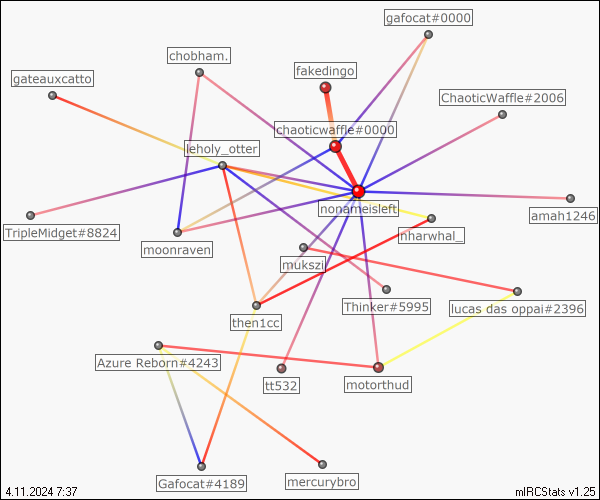 gafocat#0000
chobham.
fakedingo
gateauxcatto
ChaoticWaffle#2006
chaoticwaffle#0000
leholy_otter
nonameisleft
amah1246
TripleMidget#8824
nharwhal_
moonraven
mukszi
Thinker#5995
lucas das oppai#2396
then1cc
Azure Reborn#4243
tt532
motorthud
Gafocat#4189
mercurybro
4.11.2024 7:37
mIRCStats v1.25